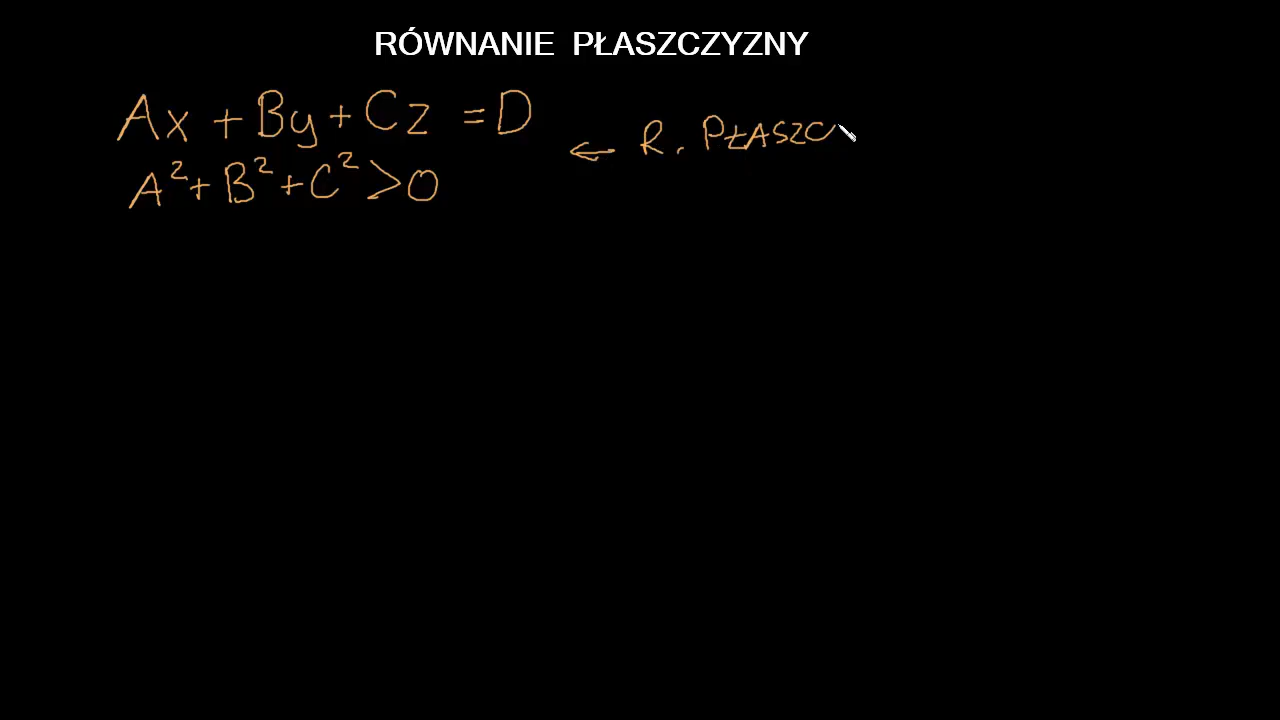 RÓWNANIE PŁASZCZYZNY
Ax + By + Cz = D
← R. PŁASZC
A² + B² + C² > 0